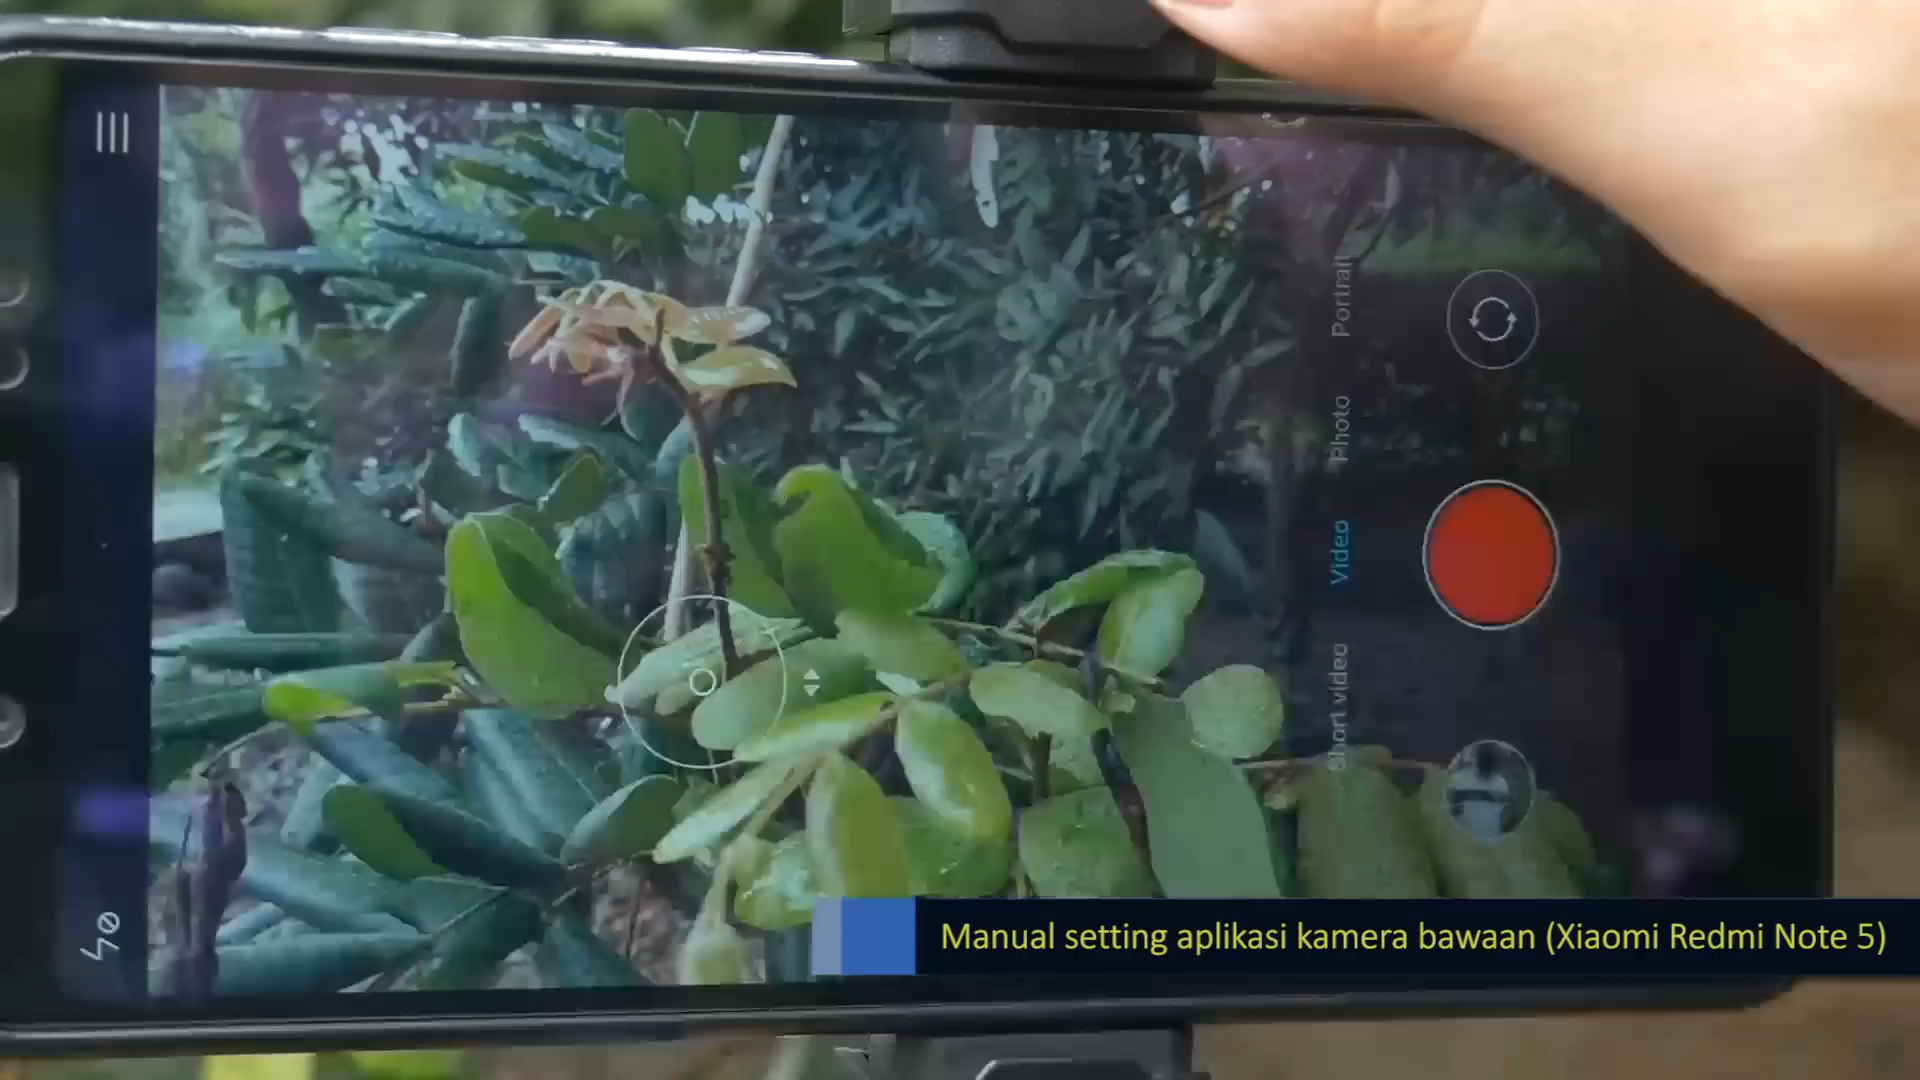 Portrait
Photo
Video
Short video
Manual setting aplikasi kamera bawaan (Xiaomi Redmi Note 5)